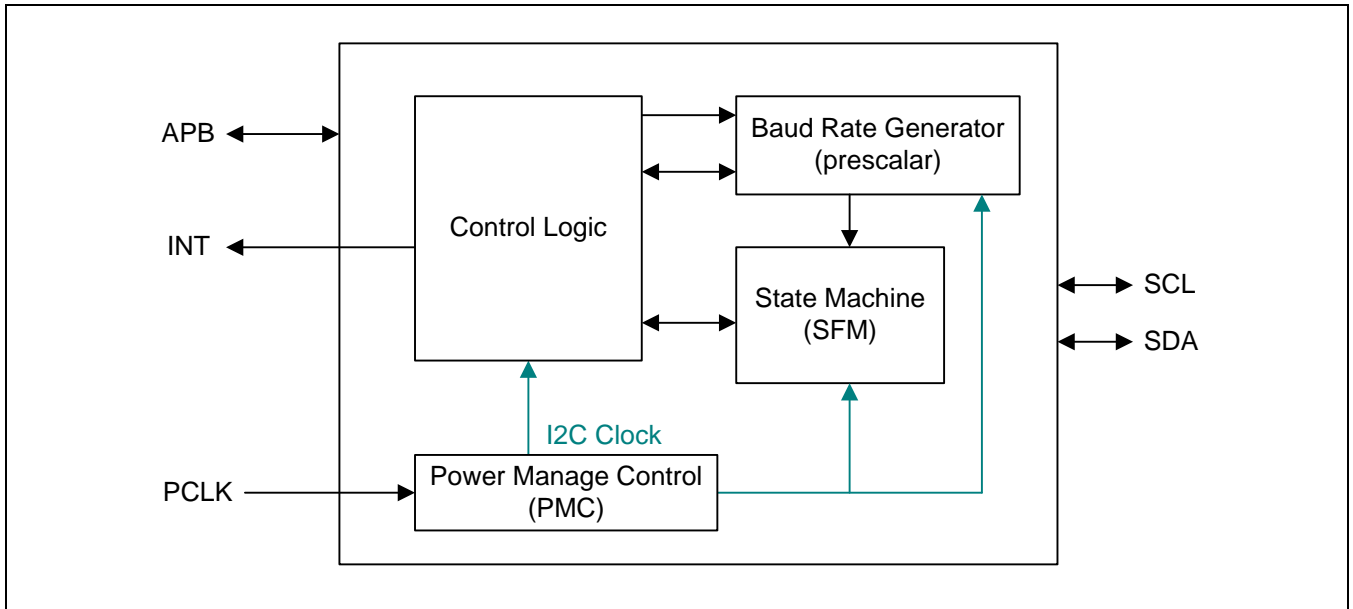 APB
INT
PCLK
Control Logic
Baud Rate Generator
(prescalar)
State Machine
(SFM)
I2C Clock
Power Manage Control
(PMC)
SCL
SDA